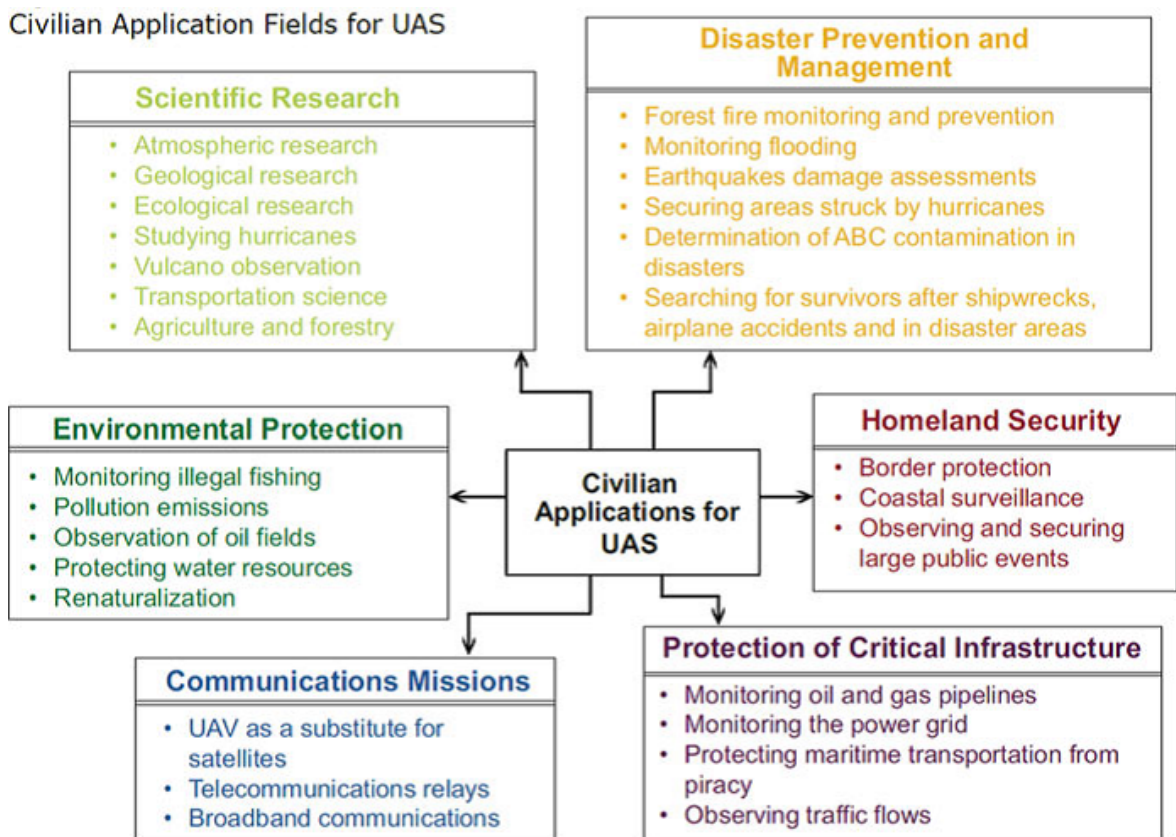 Civilian Application Fields for UAS
Scientific Research
• Atmospheric research
• Geological research
• Ecological research
• Studying hurricanes
• Vulcano observation
• Transportation science
• Agriculture and forestry
Disaster Prevention and
Management
• Forest fire monitoring and prevention
• Monitoring flooding
• Earthquakes damage assessments
• Securing areas struck by hurricanes
• Determination of ABC contamination in
disasters
• Searching for survivors after shipwrecks,
airplane accidents and in disaster areas
Environmental Protection
• Monitoring illegal fishing
• Pollution emissions
• Observation of oil fields
• Protecting water resources
• Renaturalization
Civilian
Applications for
UAS
Homeland Security
• Border protection
• Coastal surveillance
• Observing and securing
large public events
Communications Missions
• UAV as a substitute for
satellites
• Telecommunications relays
• Broadband communications
Protection of Critical Infrastructure
• Monitoring oil and gas pipelines
• Monitoring the power grid
• Protecting maritime transportation from
piracy
• Observing traffic flows